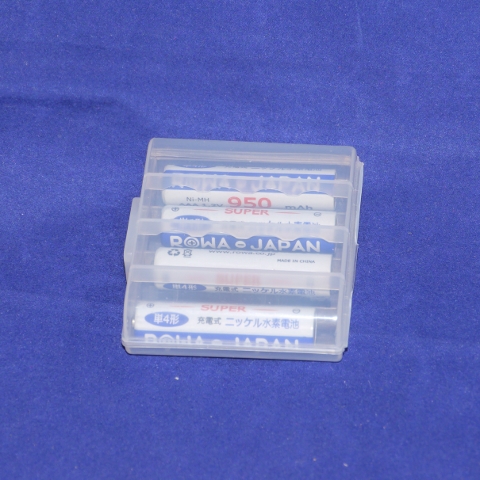 ROWA JAPAN
Ni-MH
950 mAh
SUPER
ROWA JAPAN
MADE IN CHINA
SUPER
単4形 充電式 ニッケル水素電池
ROWA JAPAN